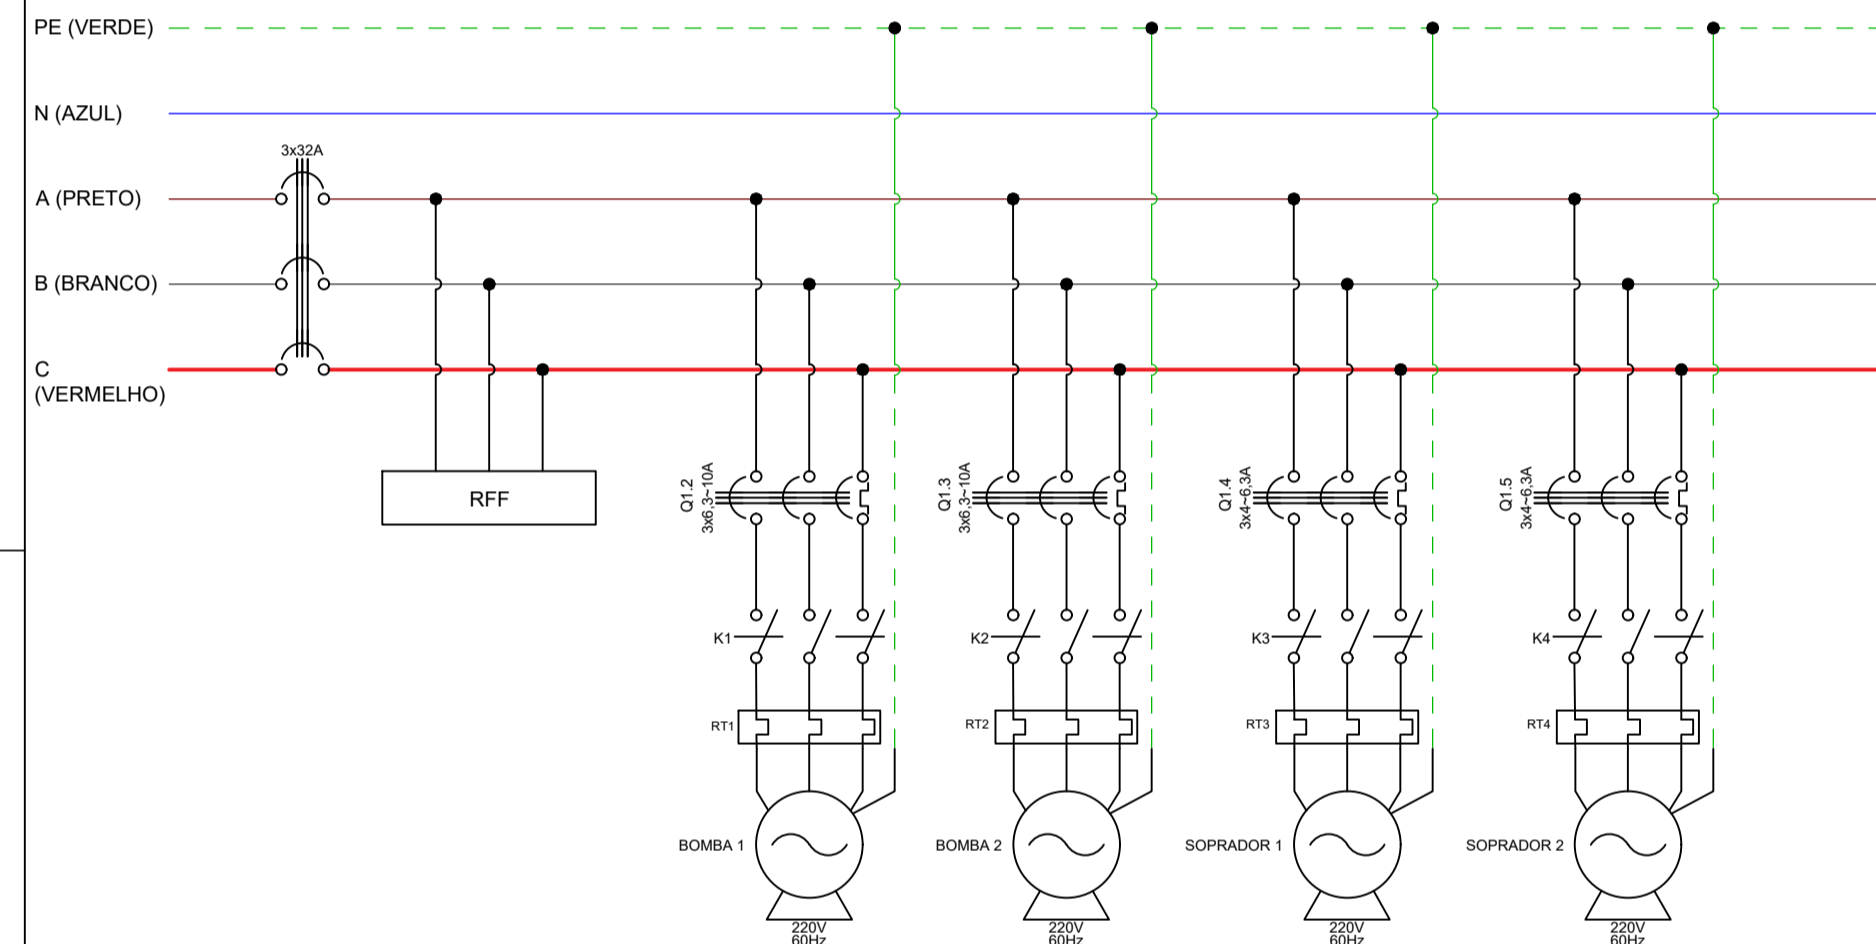 PE (VERDE)
N (AZUL)
3x32A
A (PRETO)
B (BRANCO)
C
(VERMELHO)
RFF
Q1.2
3x6,3~10A
Q1.3
3x6,3~10A
Q1.4
3x4~6,3A
Q1.5
3x4~6,3A
K1
K2
K3
K4
RT1
RT2
RT3
RT4
BOMBA 1
BOMBA 2
SOPRADOR 1
SOPRADOR 2
220V
60Hz
220V
60Hz
220V
60Hz
220V
60Hz